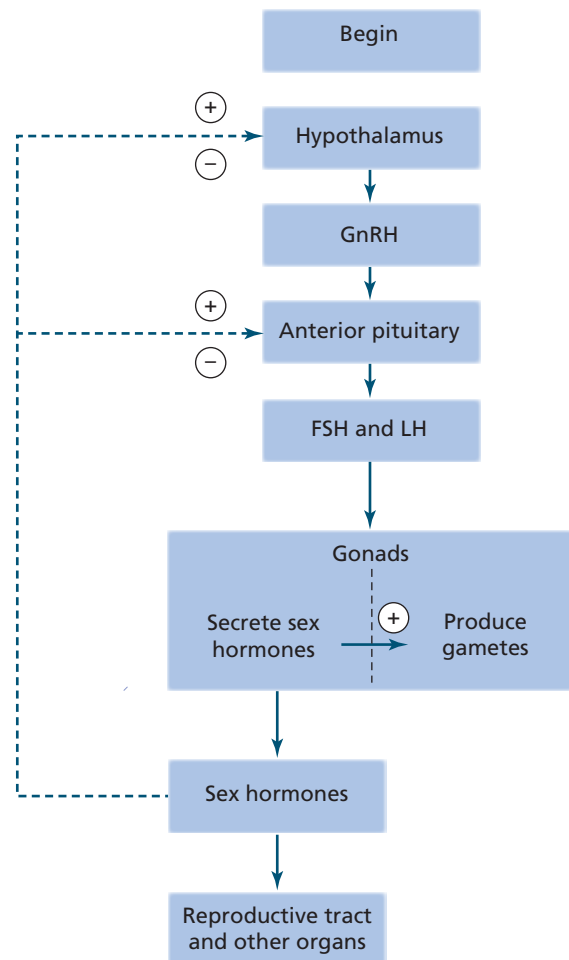 Begin
+
Hypothalamus
−
GnRH
+
Anterior pituitary
−
FSH and LH
Gonads
+
Secrete sex
hormones
Produce
gametes
Sex hormones
Reproductive tract
and other organs